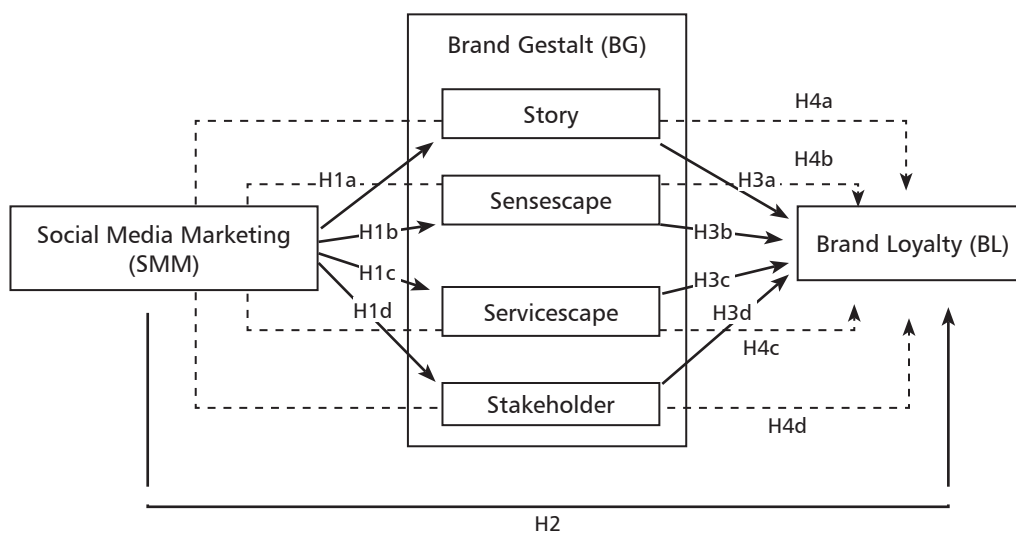 Brand Gestalt (BG)
Story
H4a
H4b
H1a
H3a
Sensescape
Social Media Marketing
(SMM)
H1b
H3b
Brand Loyalty (BL)
H1c
H3c
H1d
Servicescape
H3d
H4c
Stakeholder
H4d
H2